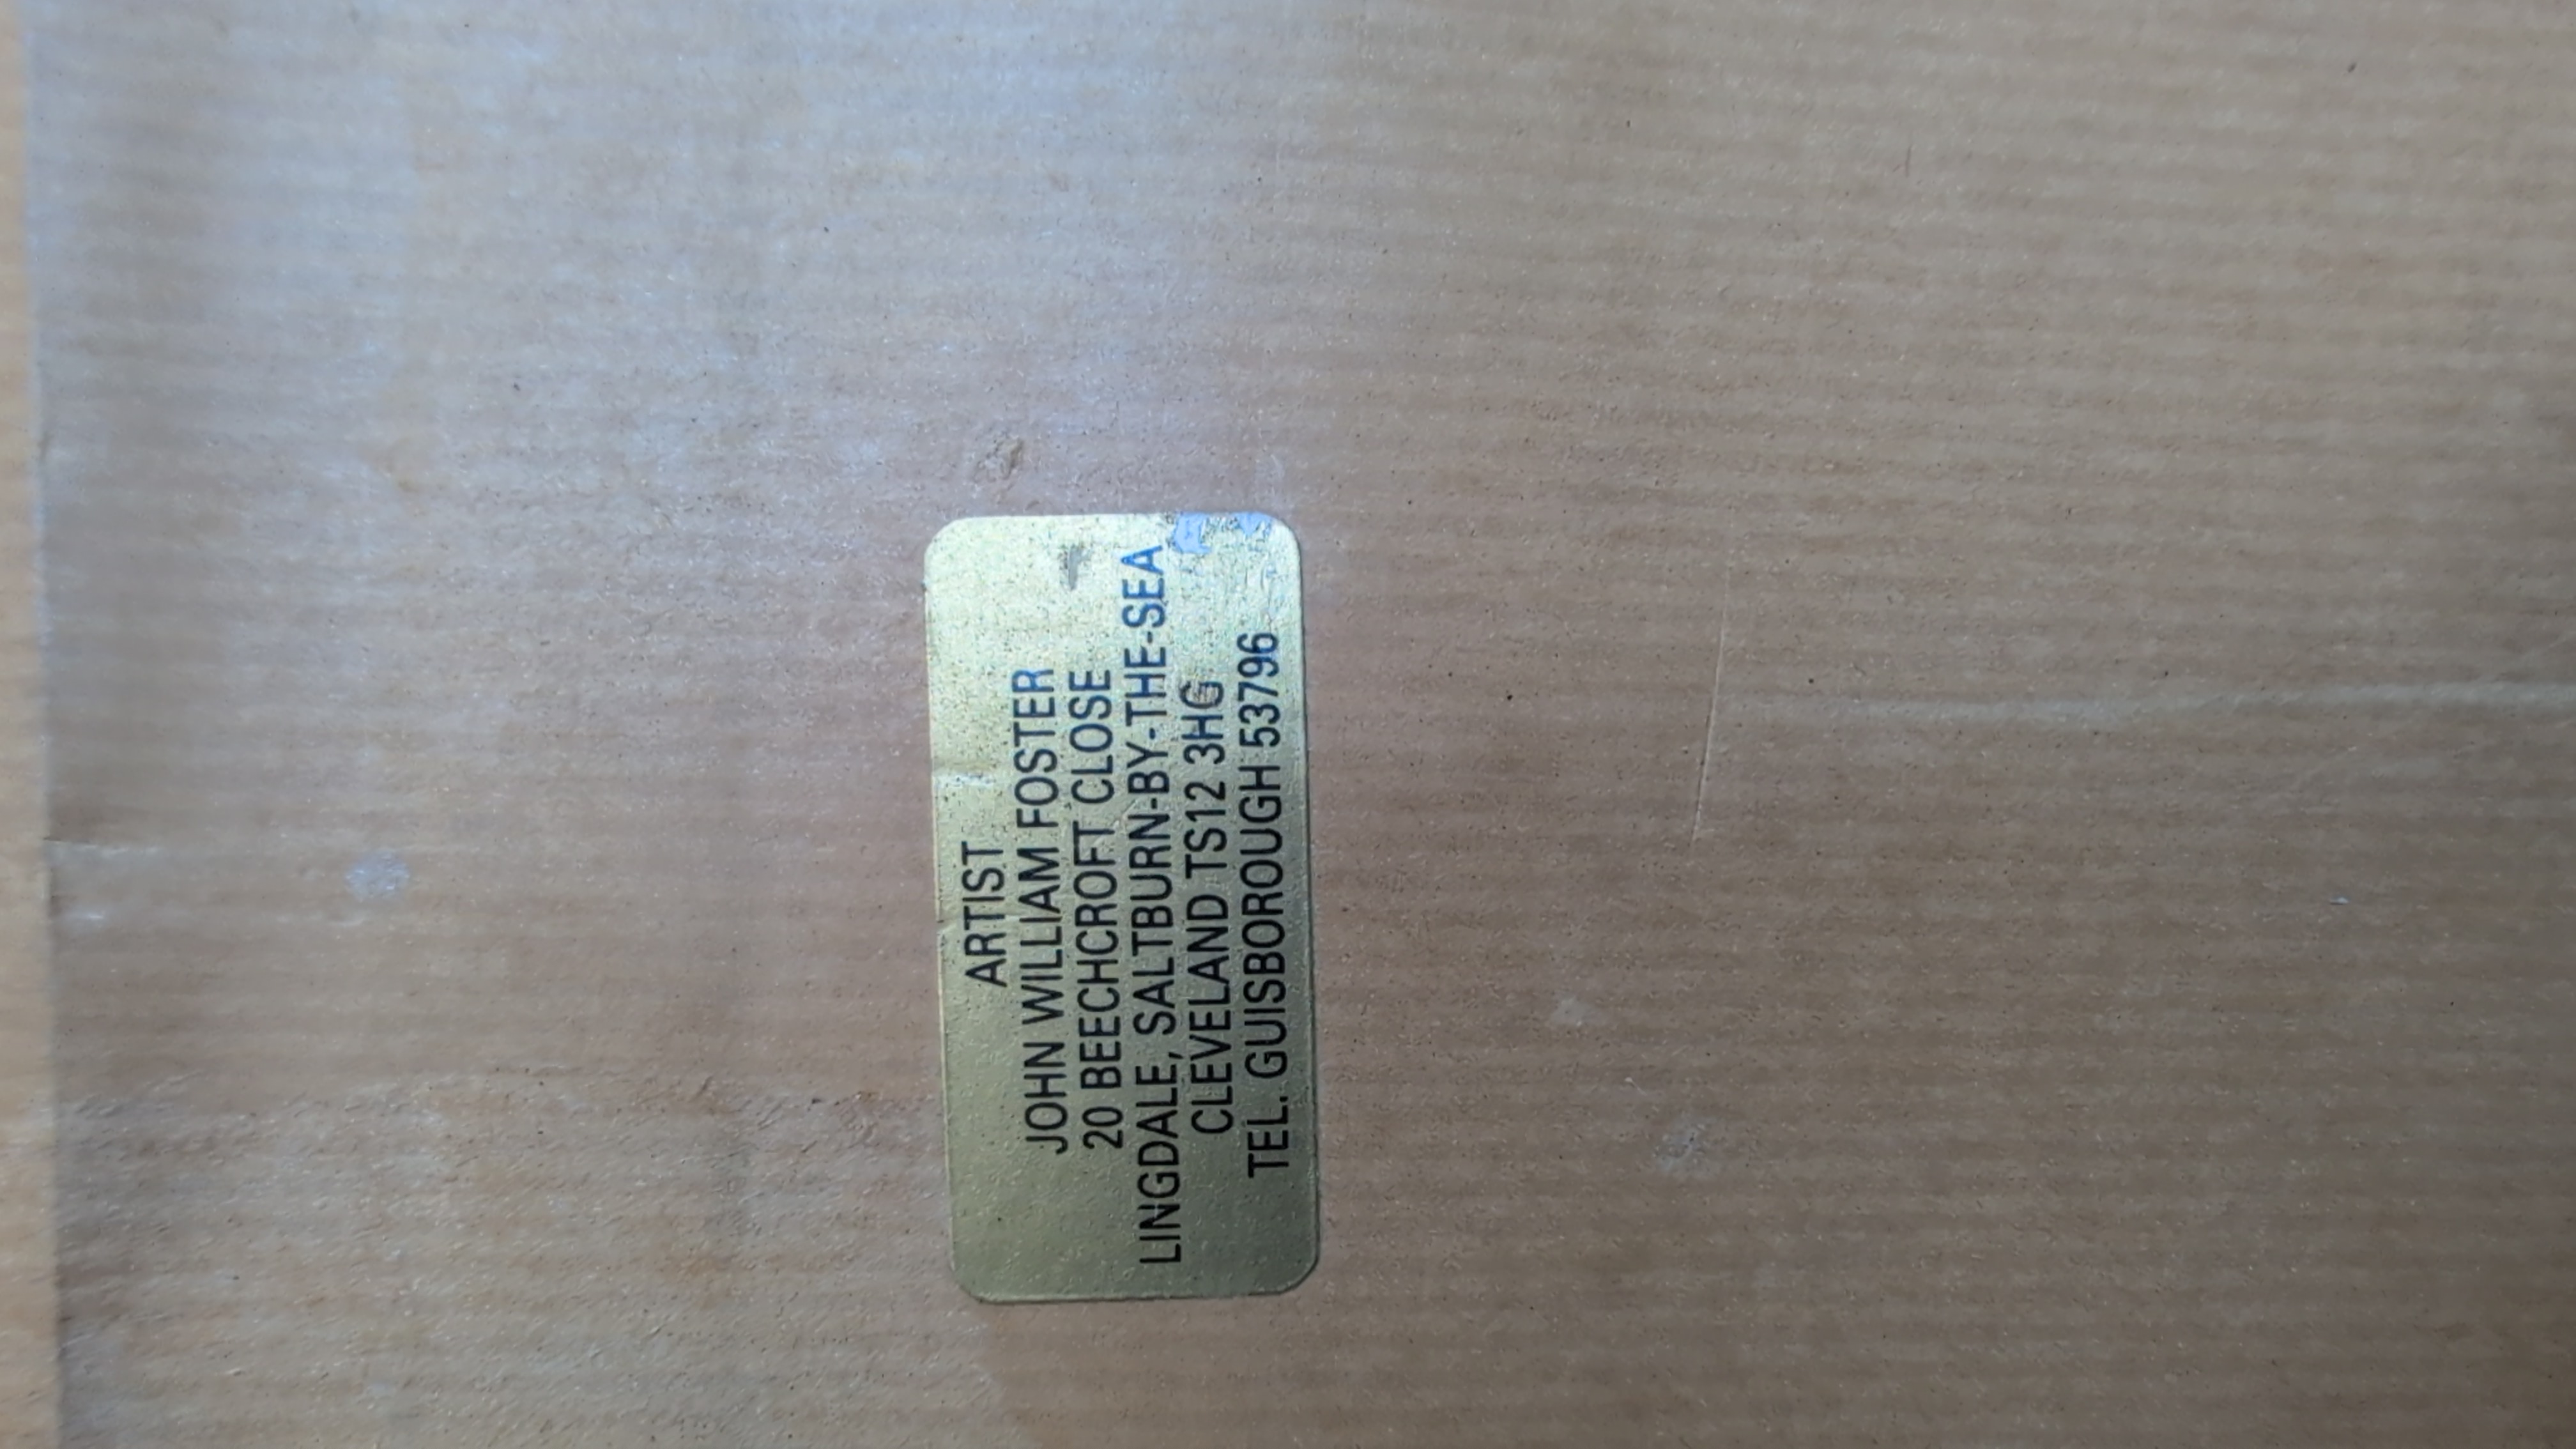 ARTIST
JOHN WILLIAM FOSTER
20 BEECHCROFT CLOSE
LINGDALE, SALTBURN-BY-THE-SEA
CLEVELAND TS12 3HG
TEL. GUISBOROUGH 53796